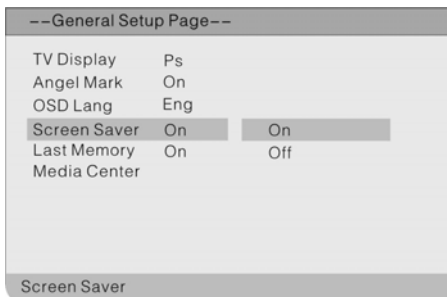 --General Setup Page--
TV Display Ps
Angel Mark On
OSD Lang Eng
Screen Saver On On
Last Memory On Off
Media Center
Screen Saver